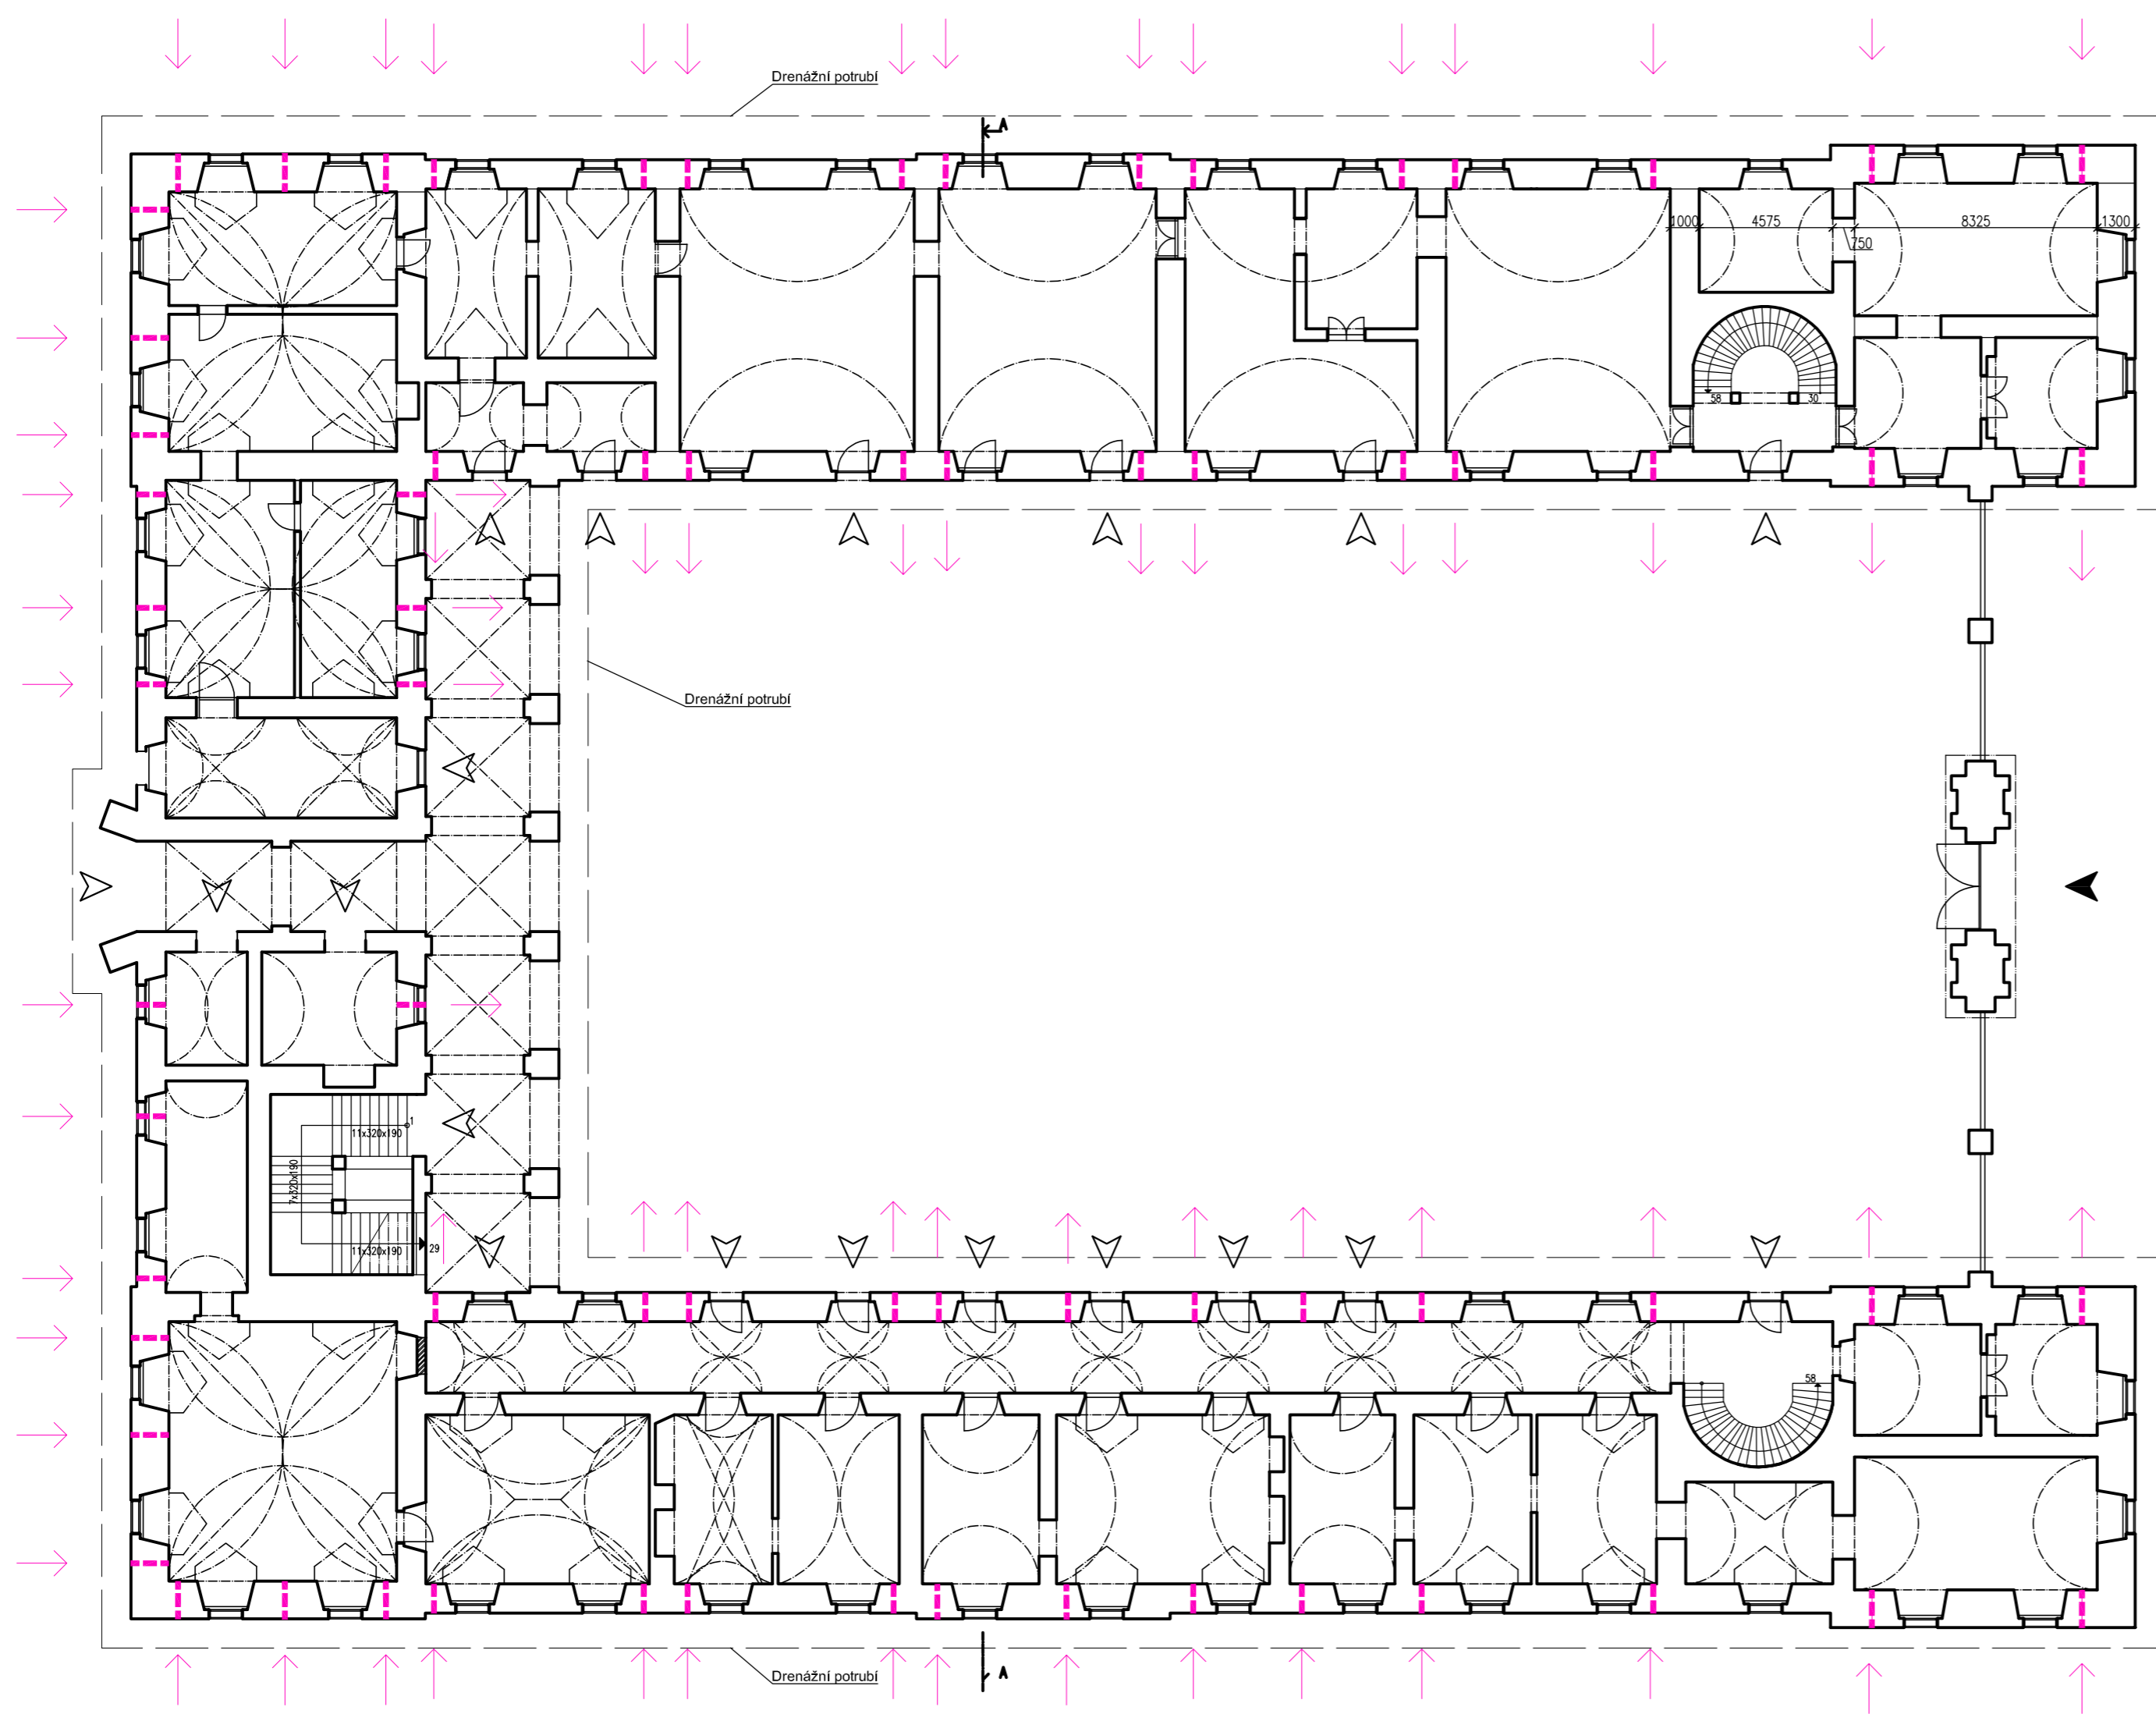 Drenážní potrubí
A
1000
4575
750
8325
1300
58
30
Drenážní potrubí
1
11x320x190
7x320x190
11x320x190
29
58
Drenážní potrubí
A